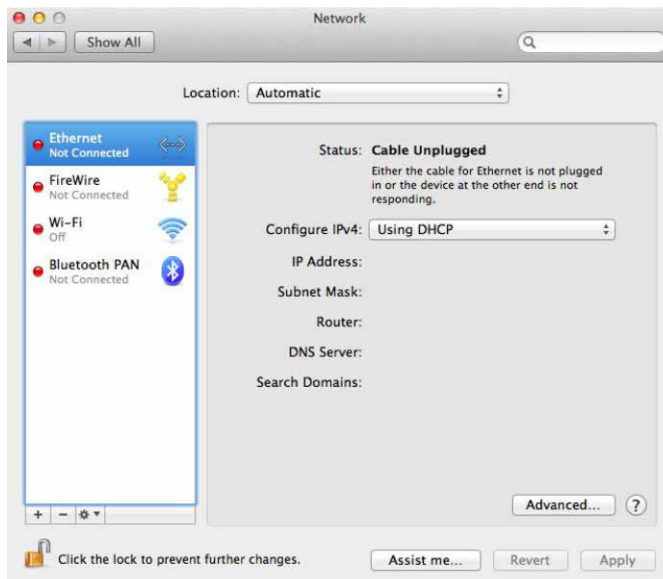 Network
Show All
Location: Automatic
Ethernet
Not Connected
FireWire
Not Connected
Wi-Fi
Off
Bluetooth PAN
Not Connected
Status: Cable Unplugged
Either the cable for Ethernet is not plugged
in or the device at the other end is not
responding.
Configure IPv4: Using DHCP
IP Address:
Subnet Mask:
Router:
DNS Server:
Search Domains:
Advanced... ?
+ −
Click the lock to prevent further changes. Assist me... Revert Apply